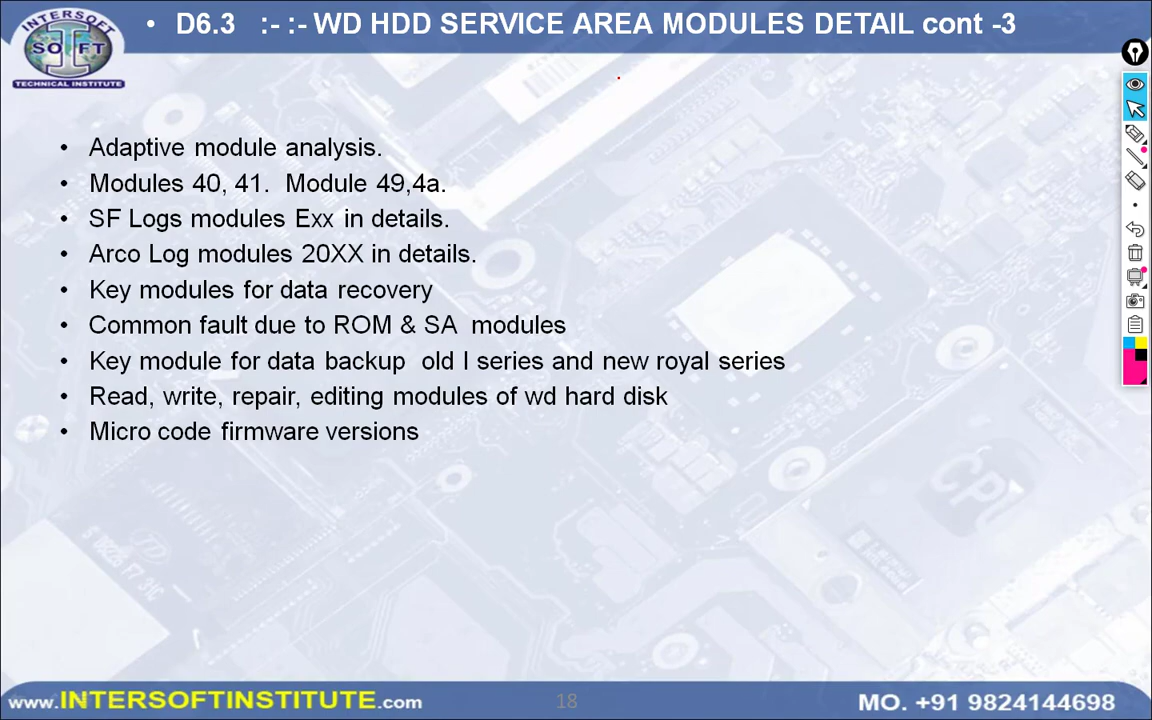 INTERSOFT
SOFT
TECHNICAL INSTITUTE
• D6.3 :- :- WD HDD SERVICE AREA MODULES DETAIL cont -3
• Adaptive module analysis.
• Modules 40, 41. Module 49,4a.
• SF Logs modules Exx in details.
• Arco Log modules 20XX in details.
• Key modules for data recovery
• Common fault due to ROM & SA modules
• Key module for data backup old I series and new royal series
• Read, write, repair, editing modules of wd hard disk
• Micro code firmware versions
CPU
www.INTERSOFTINSTITUTE.com
18
MO. +91 9824144698